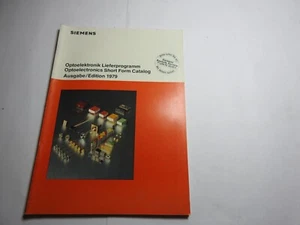 SIEMENS
Optoelektronik Lieferprogramm
Optoelectronics Short Form Catalog
Ausgabe/Edition 1979